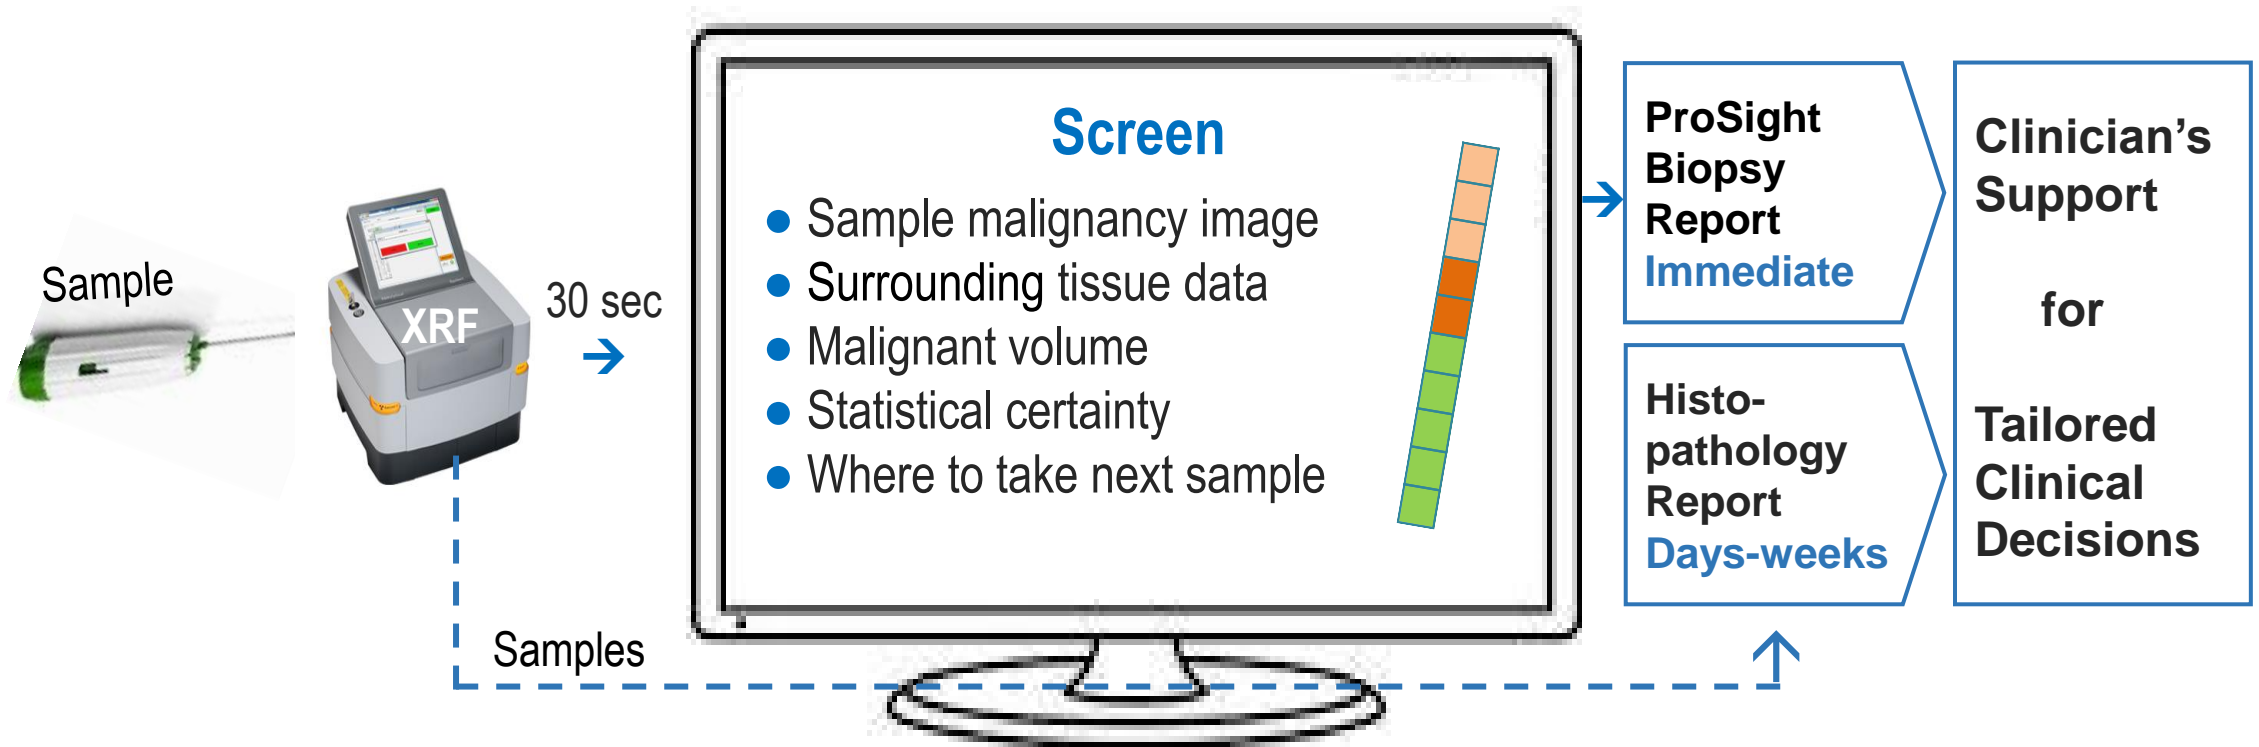 Sample
XRF
30 sec
Samples
Screen
● Sample malignancy image
● Surrounding tissue data
● Malignant volume
● Statistical certainty
● Where to take next sample
ProSight
Biopsy
Report
Immediate
Histo-
pathology
Report
Days-weeks
Clinician’s
Support
for
Tailored
Clinical
Decisions